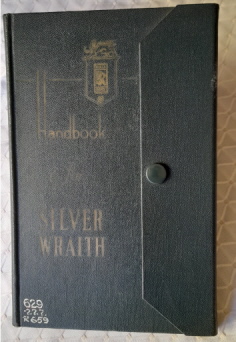 Handbook
SILVER
WRAITH
629
.222
R659